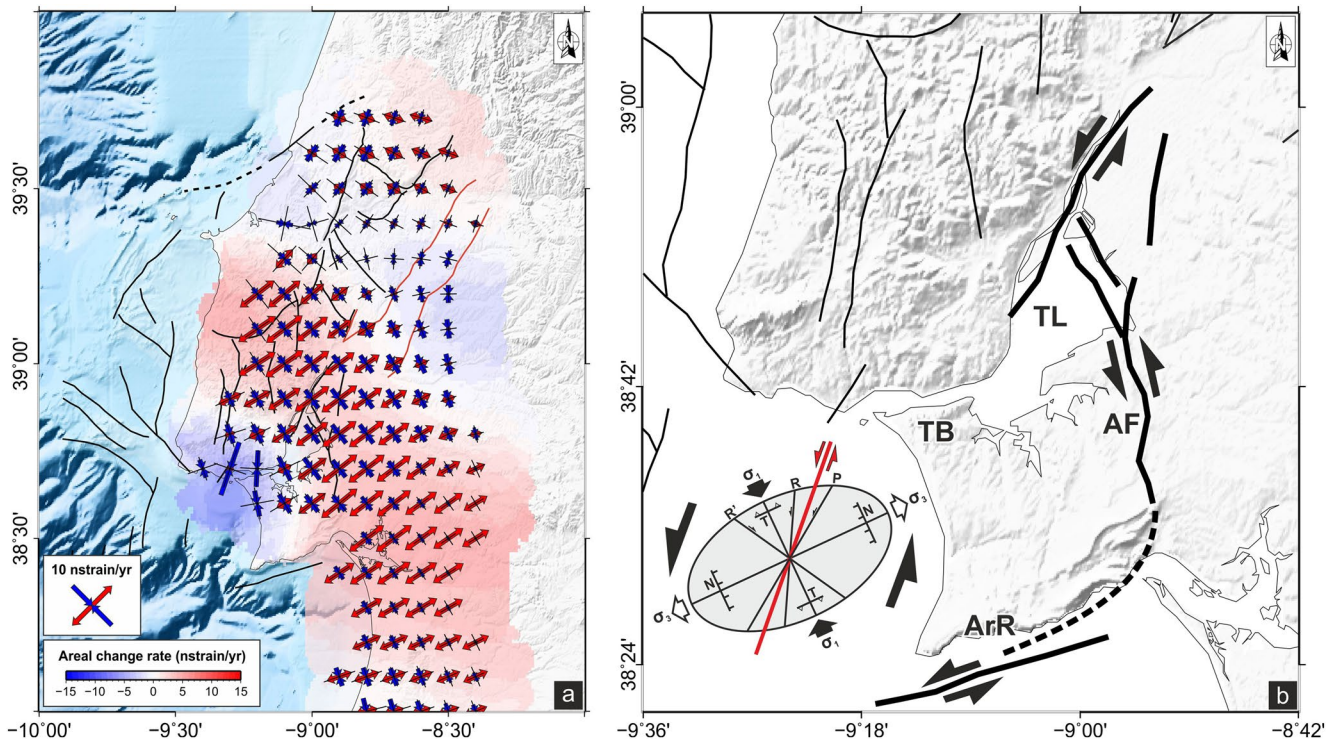 N
39°30'
39°00'
38°30'
10 nstrain/yr
Areal change rate (nstrain/yr)
−15 −10 −5 0 5 10 15
a
−10°00' −9°30' −9°00' −8°30'
N
39°00'
38°42'
38°24'
TL
TB
AF
ArR
σ1
R
P
R'
T
N
σ3
N
T
σ3
σ1
b
−9°36' −9°18' −9°00' −8°42'